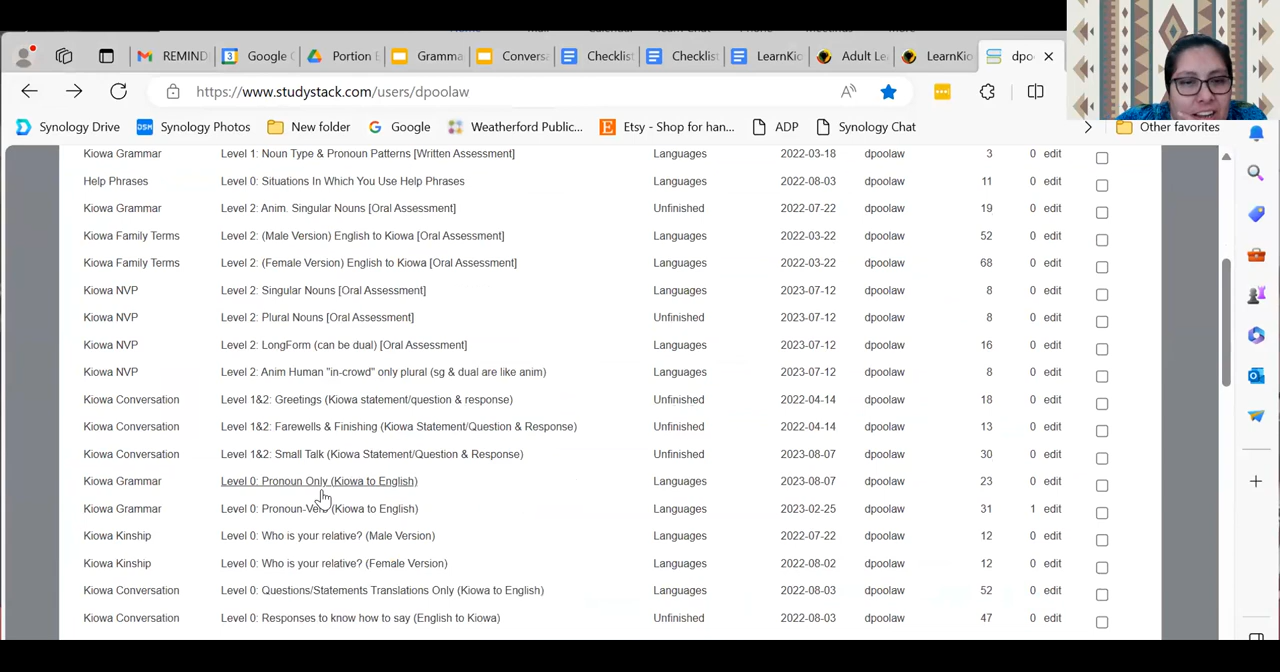 REMIND
Google C
Portion E
Gramma
Conversa
Checklist
Checklist
LearnKio
Adult Le
LearnKio
dpoo
https://www.studystack.com/users/dpoolaw
Synology Drive
Synology Photos
New folder
Google
Weatherford Public...
Etsy - Shop for han...
ADP
Synology Chat
Other favorites
Kiowa Grammar Level 1: Noun Type & Pronoun Patterns [Written Assessment] Languages 2022-03-18 dpoolaw 3 0 edit
Help Phrases Level 0: Situations In Which You Use Help Phrases Languages 2022-08-03 dpoolaw 11 0 edit
Kiowa Grammar Level 2: Anim. Singular Nouns [Oral Assessment] Unfinished 2022-07-22 dpoolaw 19 0 edit
Kiowa Family Terms Level 2: (Male Version) English to Kiowa [Oral Assessment] Languages 2022-03-22 dpoolaw 52 0 edit
Kiowa Family Terms Level 2: (Female Version) English to Kiowa [Oral Assessment] Languages 2022-03-22 dpoolaw 68 0 edit
Kiowa NVP Level 2: Singular Nouns [Oral Assessment] Languages 2023-07-12 dpoolaw 8 0 edit
Kiowa NVP Level 2: Plural Nouns [Oral Assessment] Unfinished 2023-07-12 dpoolaw 8 0 edit
Kiowa NVP Level 2: LongForm (can be dual) [Oral Assessment] Languages 2023-07-12 dpoolaw 16 0 edit
Kiowa NVP Level 2: Anim Human "in-crowd" only plural (sg & dual are like anim) Languages 2023-07-12 dpoolaw 8 0 edit
Kiowa Conversation Level 1&2: Greetings (Kiowa statement/question & response) Unfinished 2022-04-14 dpoolaw 18 0 edit
Kiowa Conversation Level 1&2: Farewells & Finishing (Kiowa Statement/Question & Response) Unfinished 2022-04-14 dpoolaw 13 0 edit
Kiowa Conversation Level 1&2: Small Talk (Kiowa Statement/Question & Response) Unfinished 2023-08-07 dpoolaw 30 0 edit
Kiowa Grammar Level 0: Pronoun Only (Kiowa to English) Languages 2023-08-07 dpoolaw 23 0 edit
Kiowa Grammar Level 0: Pronoun-Verb (Kiowa to English) Languages 2023-02-25 dpoolaw 31 1 edit
Kiowa Kinship Level 0: Who is your relative? (Male Version) Languages 2022-07-22 dpoolaw 12 0 edit
Kiowa Kinship Level 0: Who is your relative? (Female Version) Languages 2022-08-02 dpoolaw 12 0 edit
Kiowa Conversation Level 0: Questions/Statements Translations Only (Kiowa to English) Languages 2022-08-03 dpoolaw 52 0 edit
Kiowa Conversation Level 0: Responses to know how to say (English to Kiowa) Unfinished 2022-08-03 dpoolaw 47 0 edit